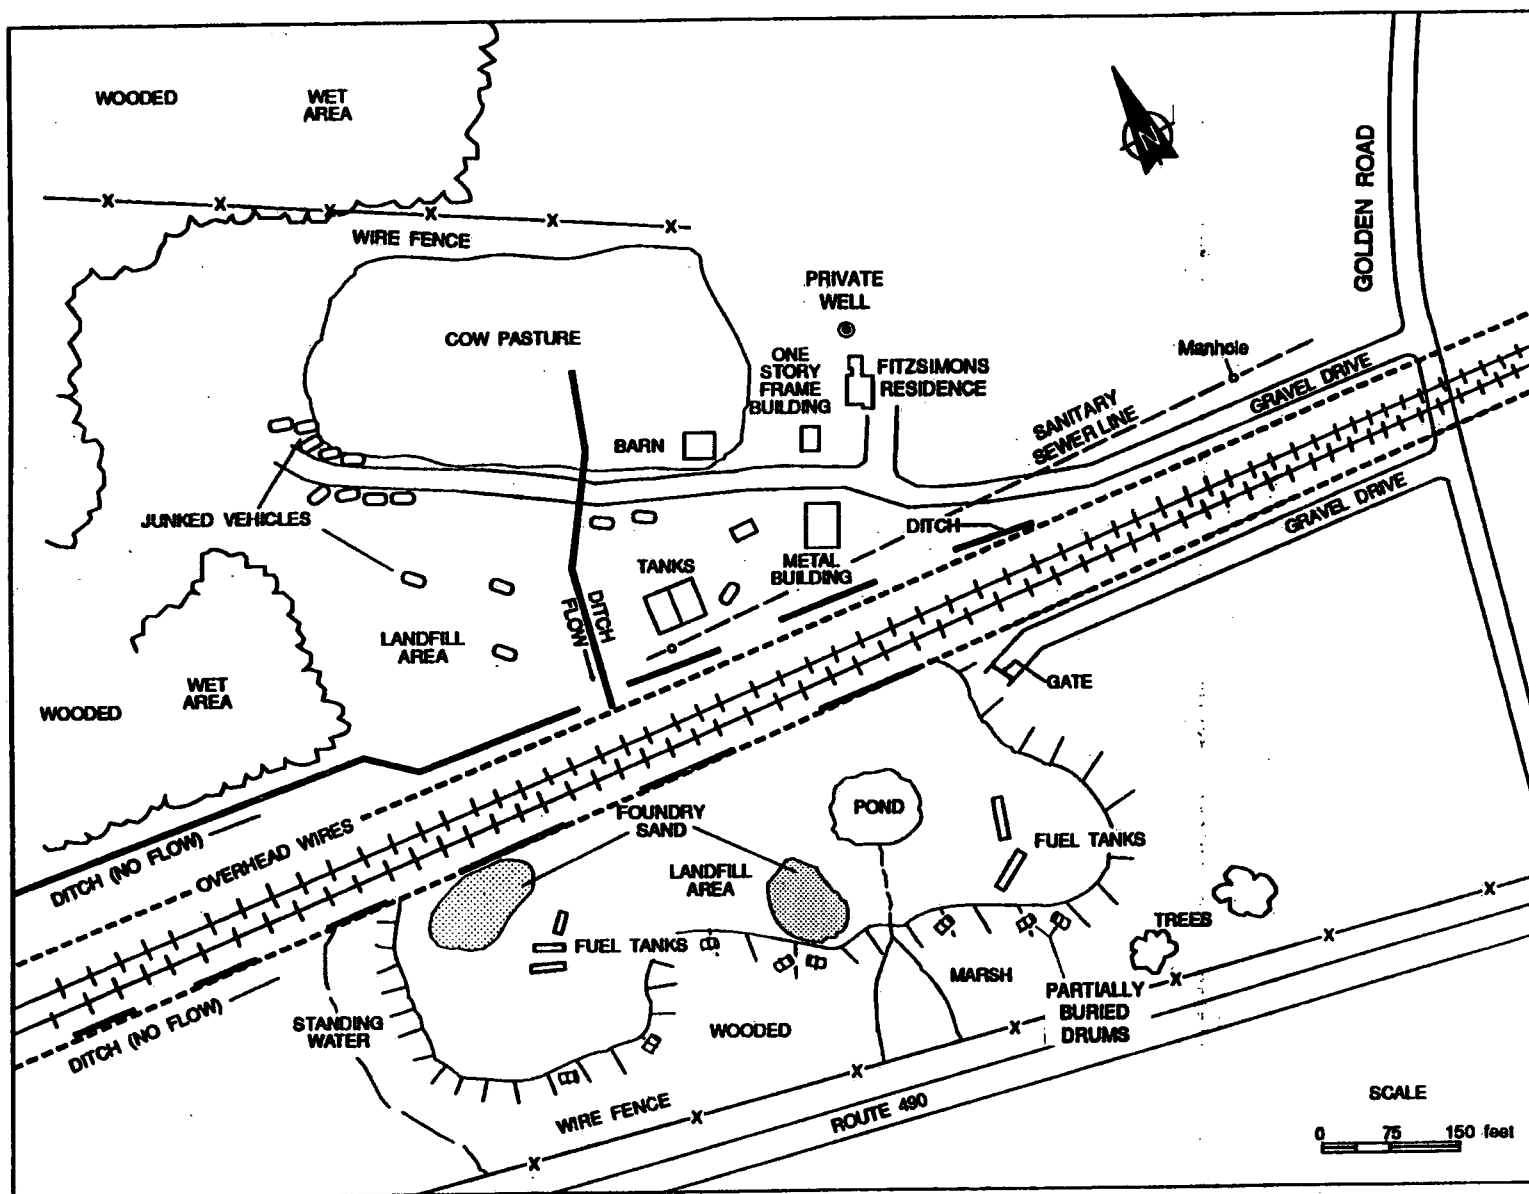 WOODED
WET
AREA
N
GOLDEN ROAD
WIRE FENCE
PRIVATE
WELL
COW PASTURE
ONE
STORY
FRAME
BUILDING
FITZSIMONS
RESIDENCE
Manhole
GRAVEL DRIVE
SANITARY
SEWER LINE
BARN
JUNKED VEHICLES
DITCH
GRAVEL DRIVE
TANKS
METAL
BUILDING
DITCH
FLOW
LANDFILL
AREA
WET
AREA
WOODED
GATE
POND
FOUNDRY
SAND
FUEL TANKS
OVERHEAD WIRES
DITCH (NO FLOW)
LANDFILL
AREA
TREES
FUEL TANKS
MARSH
PARTIALLY
BURIED
DRUMS
STANDING
WATER
DITCH (NO FLOW)
WOODED
WIRE FENCE
ROUTE 490
SCALE
0 75 150 feet